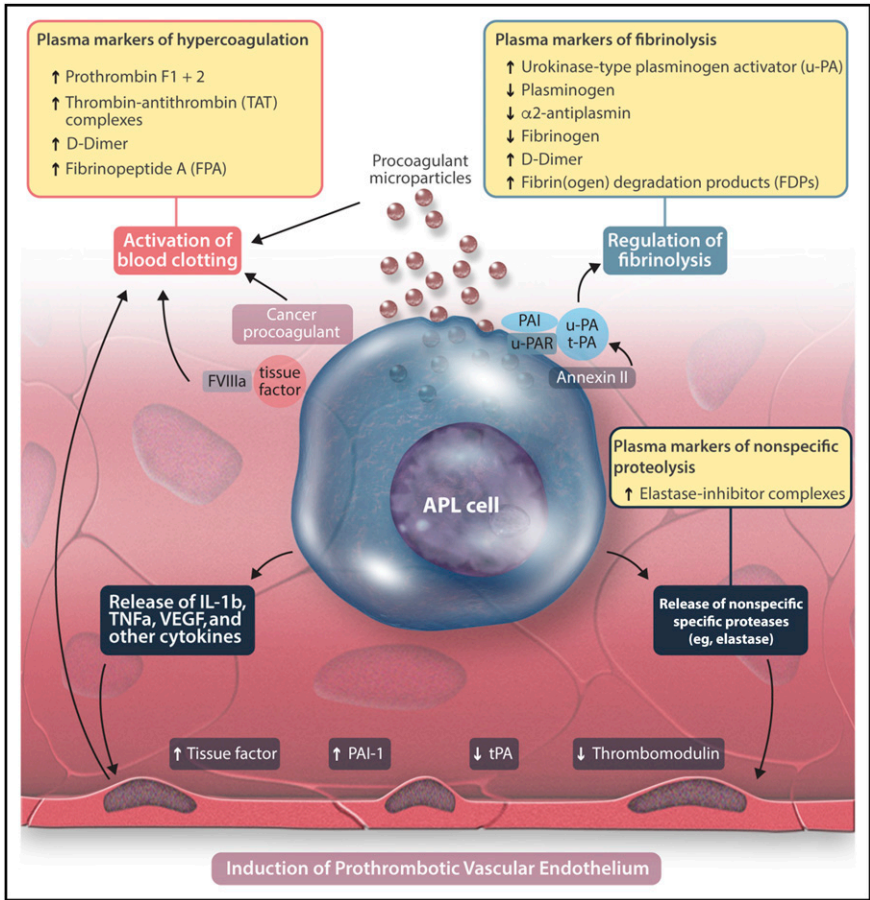 Plasma markers of hypercoagulation
↑ Prothrombin F1 + 2
↑ Thrombin-antithrombin (TAT)
complexes
↑ D-Dimer
↑ Fibrinopeptide A (FPA)
Plasma markers of fibrinolysis
↑ Urokinase-type plasminogen activator (u-PA)
↓ Plasminogen
↓ α2-antiplasmin
↓ Fibrinogen
↑ D-Dimer
↑ Fibrin(ogen) degradation products (FDPs)
Procoagulant
microparticles
Activation of
blood clotting
Regulation of
fibrinolysis
Cancer
procoagulant
FVIIIa
tissue
factor
PAI
u-PAR
u-PA
t-PA
Annexin II
Plasma markers of nonspecific
proteolysis
↑ Elastase-inhibitor complexes
APL cell
Release of IL-1b,
TNFa, VEGF, and
other cytokines
Release of nonspecific
specific proteases
(eg, elastase)
↑ Tissue factor
↑ PAI-1
↓ tPA
↓ Thrombomodulin
Induction of Prothrombotic Vascular Endothelium